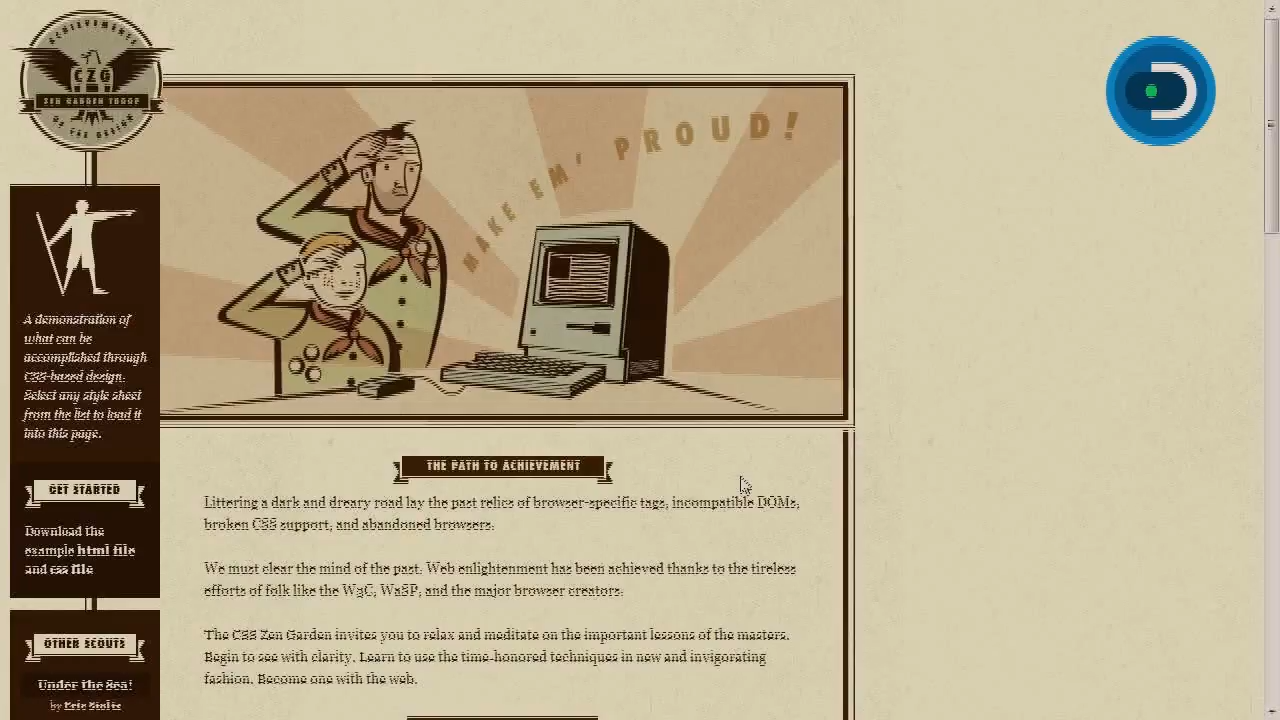 ACHIEVEMENTS
CZG
ZEN GARDEN TROOP
OF CSS DESIGN
MAKE EM' PROUD!
A demonstration of
what can be
accomplished through
CSS-based design.
Select any style sheet
from the list to load it
into this page.
GET STARTED
Download the
example html file
and css file
OTHER SCOUTS
Under the Sea!
by Eric Stoltz
THE PATH TO ACHIEVEMENT
Littering a dark and dreary road lay the past relics of browser-specific tags, incompatible DOMs,
broken CSS support, and abandoned browsers.
We must clear the mind of the past. Web enlightenment has been achieved thanks to the tireless
efforts of folk like the W3C, WaSP, and the major browser creators.
The CSS Zen Garden invites you to relax and meditate on the important lessons of the masters.
Begin to see with clarity. Learn to use the time-honored techniques in new and invigorating
fashion. Become one with the web.